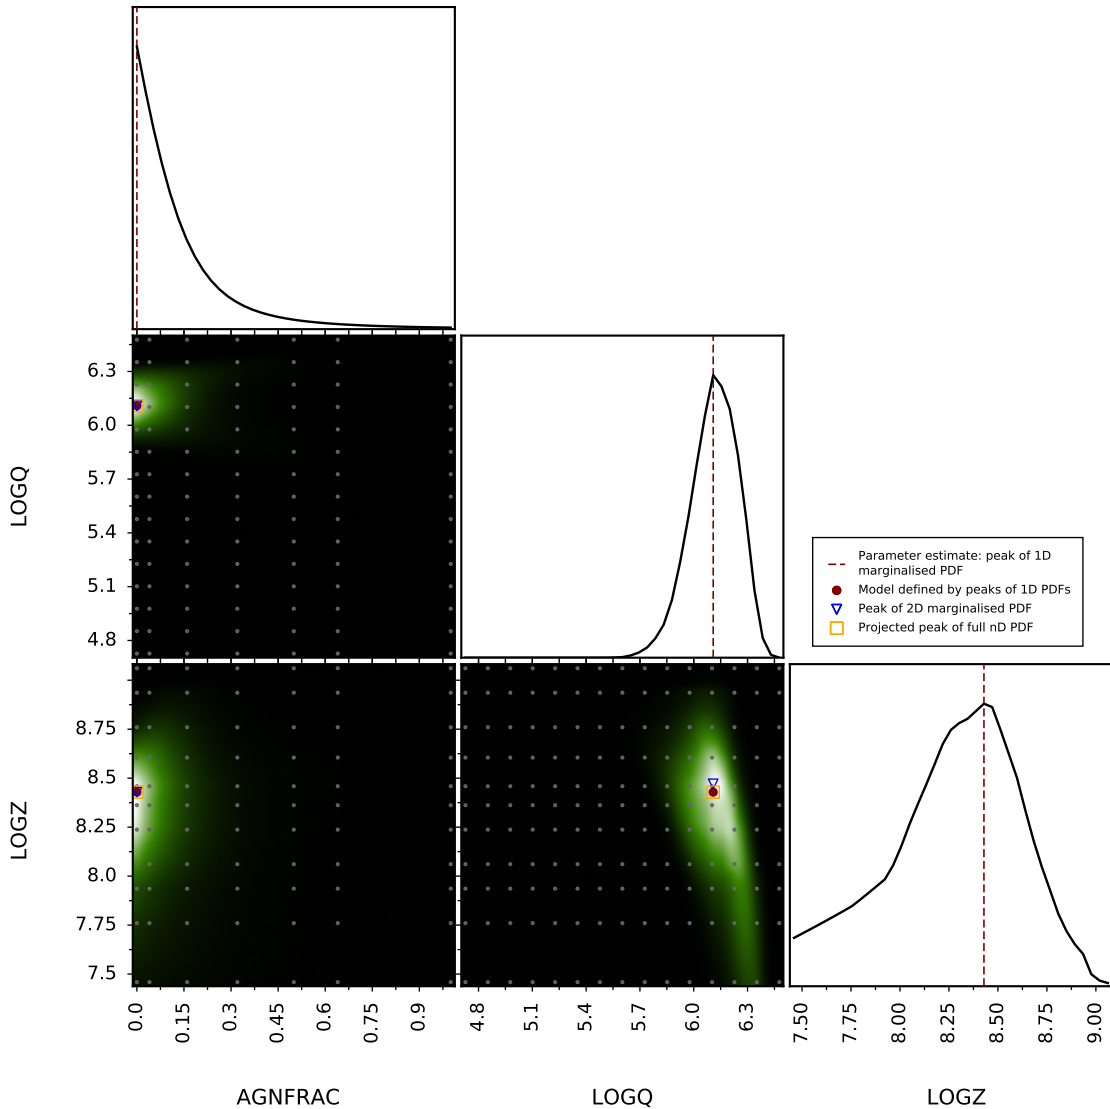 LOGQ
6.3
6.0
5.7
5.4
5.1
4.8
Parameter estimate: peak of 1D
marginalised PDF
Model defined by peaks of 1D PDFs
Peak of 2D marginalised PDF
Projected peak of full nD PDF
LOGZ
8.75
8.5
8.25
8.0
7.75
7.5
0.0 0.15 0.3 0.45 0.6 0.75 0.9
4.8 5.1 5.4 5.7 6.0 6.3
7.50 7.75 8.00 8.25 8.50 8.75 9.00
AGNFRAC
LOGQ
LOGZ